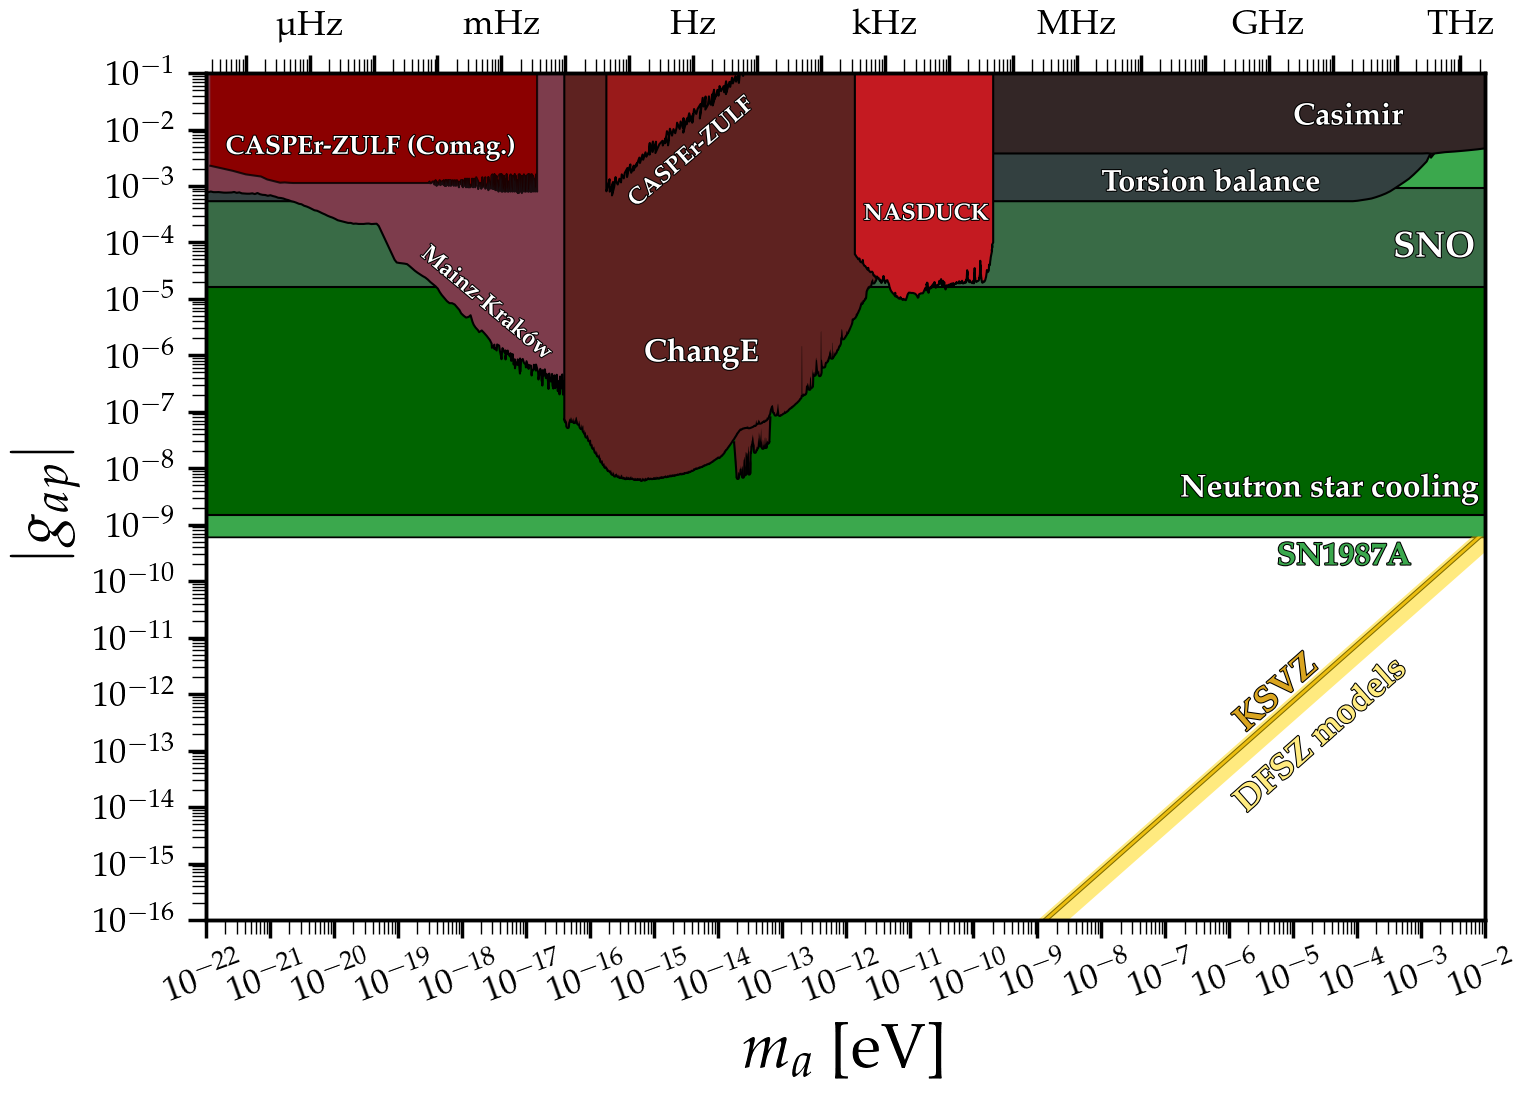 µHz mHz Hz kHz MHz GHz THz
10⁻¹
10⁻²
10⁻³
10⁻⁴
10⁻⁵
10⁻⁶
10⁻⁷
10⁻⁸
10⁻⁹
10⁻¹⁰
10⁻¹¹
10⁻¹²
10⁻¹³
10⁻¹⁴
10⁻¹⁵
10⁻¹⁶
|g_{ap}|
CASPEr-ZULF (Comag.)
CASPEr-ZULF
Casimir
Torsion balance
NASDUCK
SNO
Mainz-Kraków
ChangE
Neutron star cooling
SN1987A
KSVZ
DFSZ models
10⁻²² 10⁻²¹ 10⁻²⁰ 10⁻¹⁹ 10⁻¹⁸ 10⁻¹⁷ 10⁻¹⁶ 10⁻¹⁵ 10⁻¹⁴ 10⁻¹³ 10⁻¹² 10⁻¹¹ 10⁻¹⁰ 10⁻⁹ 10⁻⁸ 10⁻⁷ 10⁻⁶ 10⁻⁵ 10⁻⁴ 10⁻³ 10⁻²
mₐ [eV]